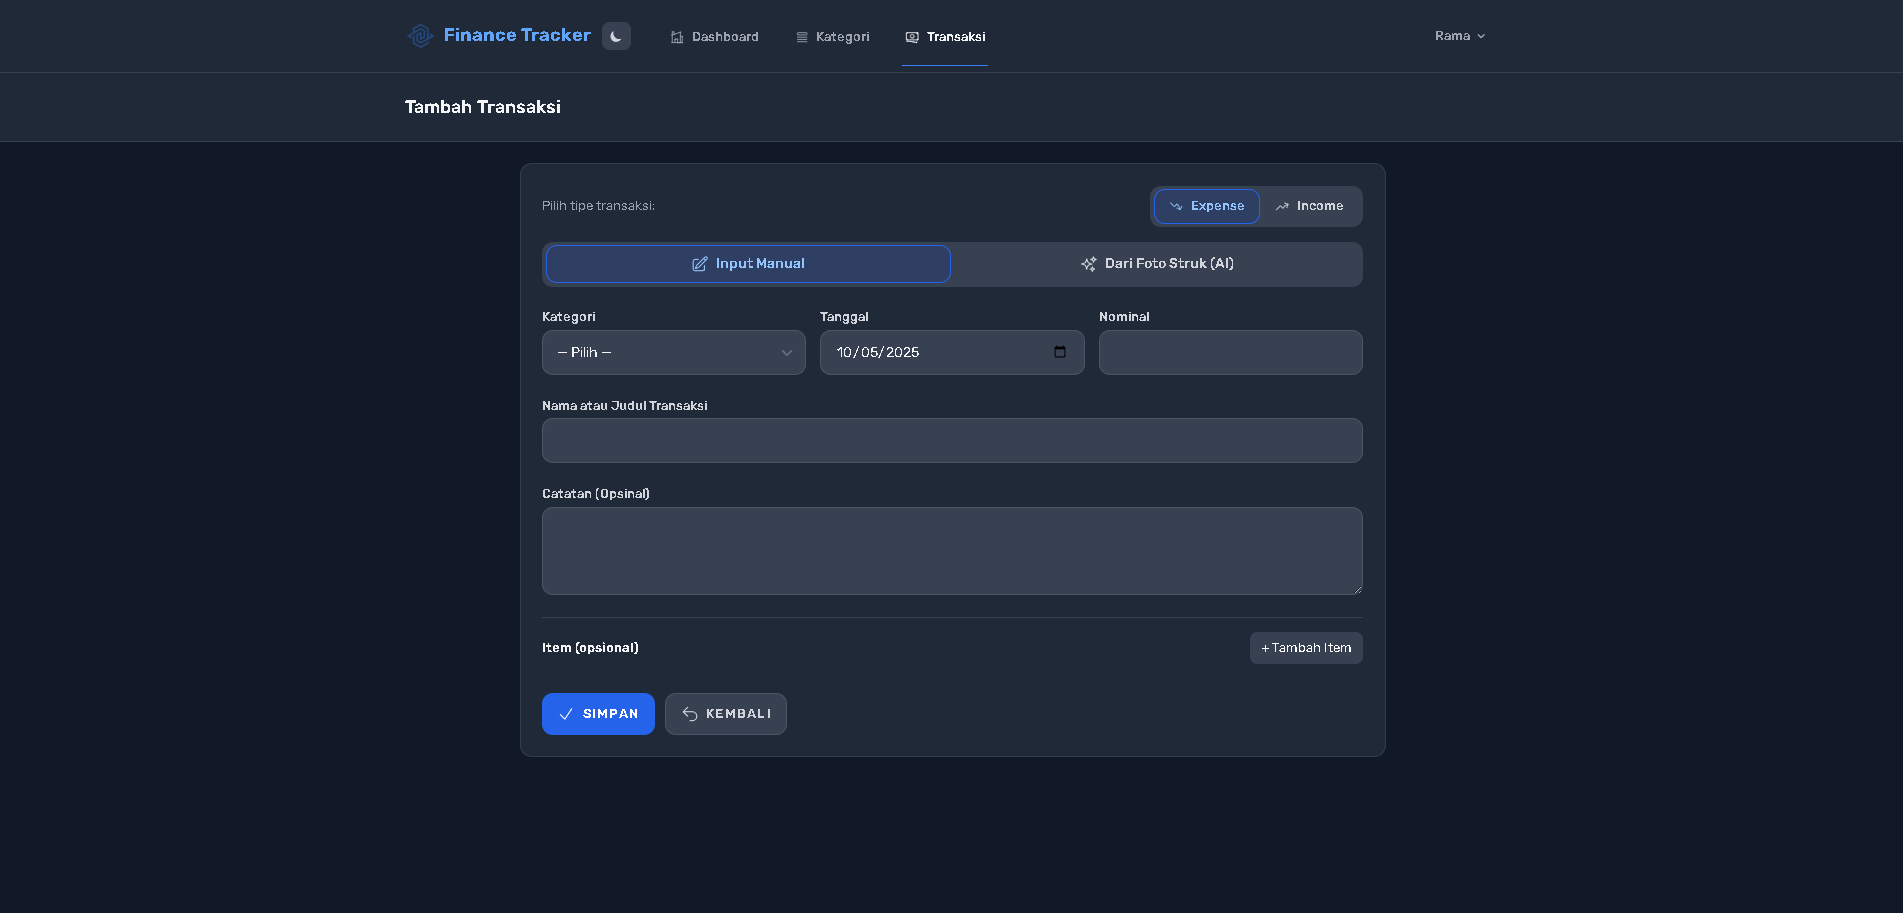 Finance Tracker
Dashboard
Kategori
Transaksi
Rama
Tambah Transaksi
Pilih tipe transaksi:
Expense
Income
Input Manual
Dari Foto Struk (AI)
Kategori
Tanggal
Nominal
— Pilih —
10/05/2025
Nama atau Judul Transaksi
Catatan (Opsinal)
Item (opsional)
+ Tambah Item
SIMPAN
KEMBALI